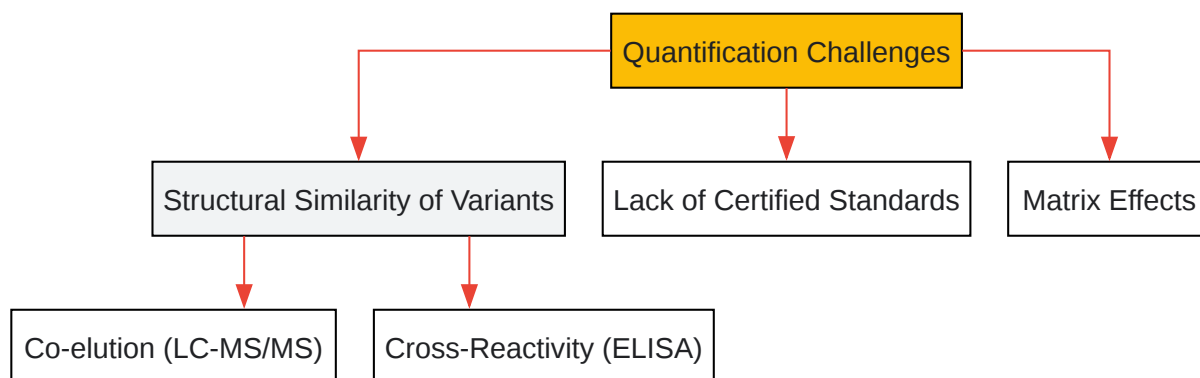 Quantification Challenges
Structural Similarity of Variants
Lack of Certified Standards
Matrix Effects
Co-elution (LC-MS/MS)
Cross-Reactivity (ELISA)